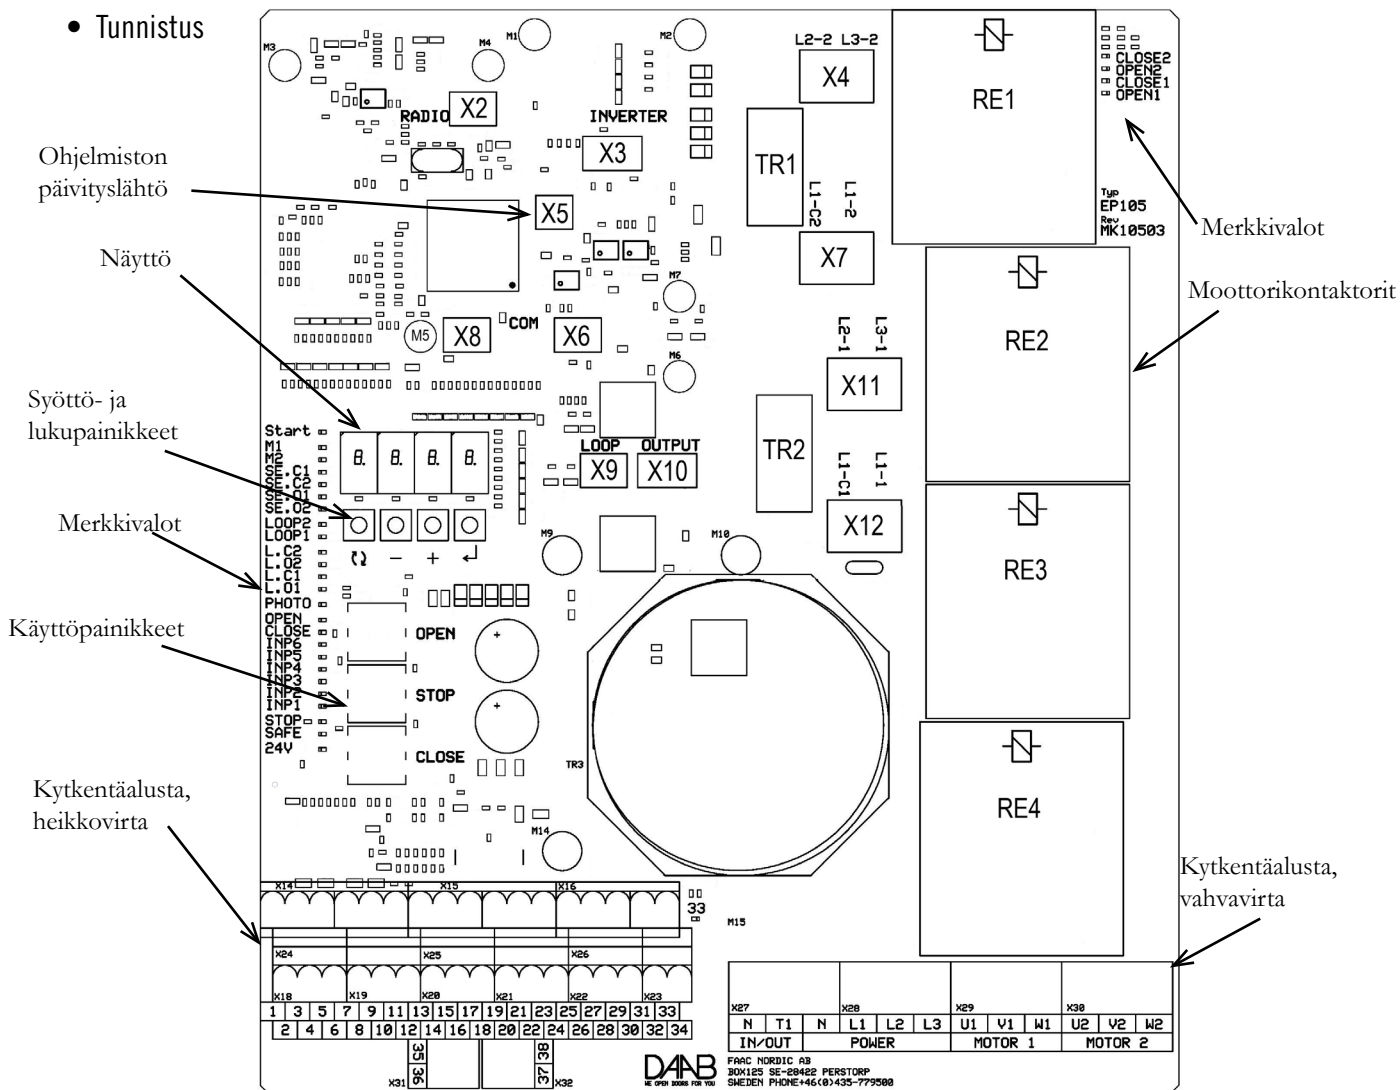 • Tunnistus
M3
M4
M1
M2
L2-2 L3-2
X4
RE1
CLOSE2
OPEN2
CLOSE1
OPEN1
RADIO
X2
INVERTER
X3
TR1
Ohjelmiston
päivityslähtö
X5
L1-C2
L1-2
Typ
EP105
Rev
MK10503
Merkkivalot
Näyttö
X7
M7
Moottorikontaktorit
M5
X8
COM
X6
L2-1
L3-1
RE2
M6
X11
Syöttö- ja
lukupainikkeet
Start
M1
M2
SE.C1
SE.C2
SE.O1
SE.O2
LOOP2
LOOP1
L.C2
L.O2
L.C1
L.O1
PHOTO
OPEN
CLOSE
INP6
INP5
INP4
INP3
INP2
INP1
STOP
SAFE
24V
8. 8. 8. 8.
LOOP
OUTPUT
X9
X10
TR2
L1-C1
L1-1
X12
Merkkivalot
− +
M9
M10
RE3
Käyttöpainikkeet
OPEN
STOP
CLOSE
+
+
TR3
Kytkentäalusta,
heikkovirta
RE4
M14
Kytkentäalusta,
vahvavirta
X14
X15
X16
33
M15
X24
X25
X26
X18
X19
X20
X21
X22
X23
1 3 5 7 9 11 13 15 17 19 21 23 25 27 29 31 33
2 4 6 8 10 12 14 16 18 20 22 24 26 28 30 32 34
X31
35
36
37
38
X32
X27
X28
X29
X30
N T1 N L1 L2 L3 U1 V1 W1 U2 V2 W2
IN/OUT POWER MOTOR 1 MOTOR 2
DAAB
WE OPEN DOORS FOR YOU
FAAC NORDIC AB
BOX125 SE-28422 PERSTORP
SWEDEN PHONE+46(0)435-779500